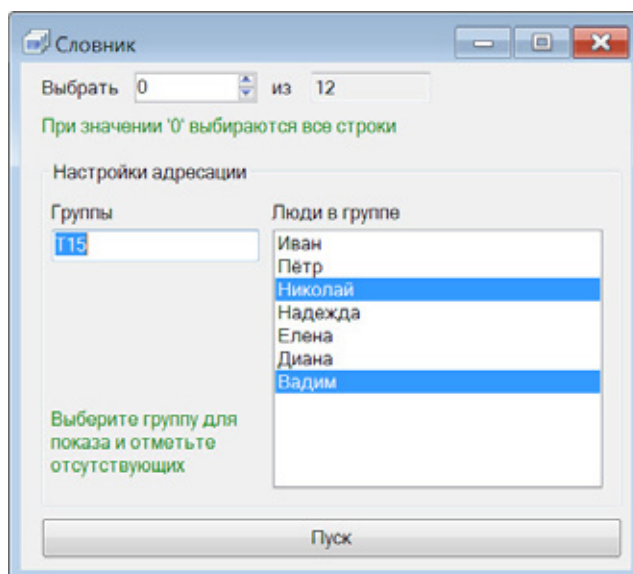 Словник
Выбрать 0 из 12
При значении '0' выбираются все строки
Настройки адресации
Группы
Люди в группе
Т15
Иван
Пётр
Николай
Надежда
Елена
Диана
Вадим
Выберите группу для
показа и отметьте
отсутствующих
Пуск